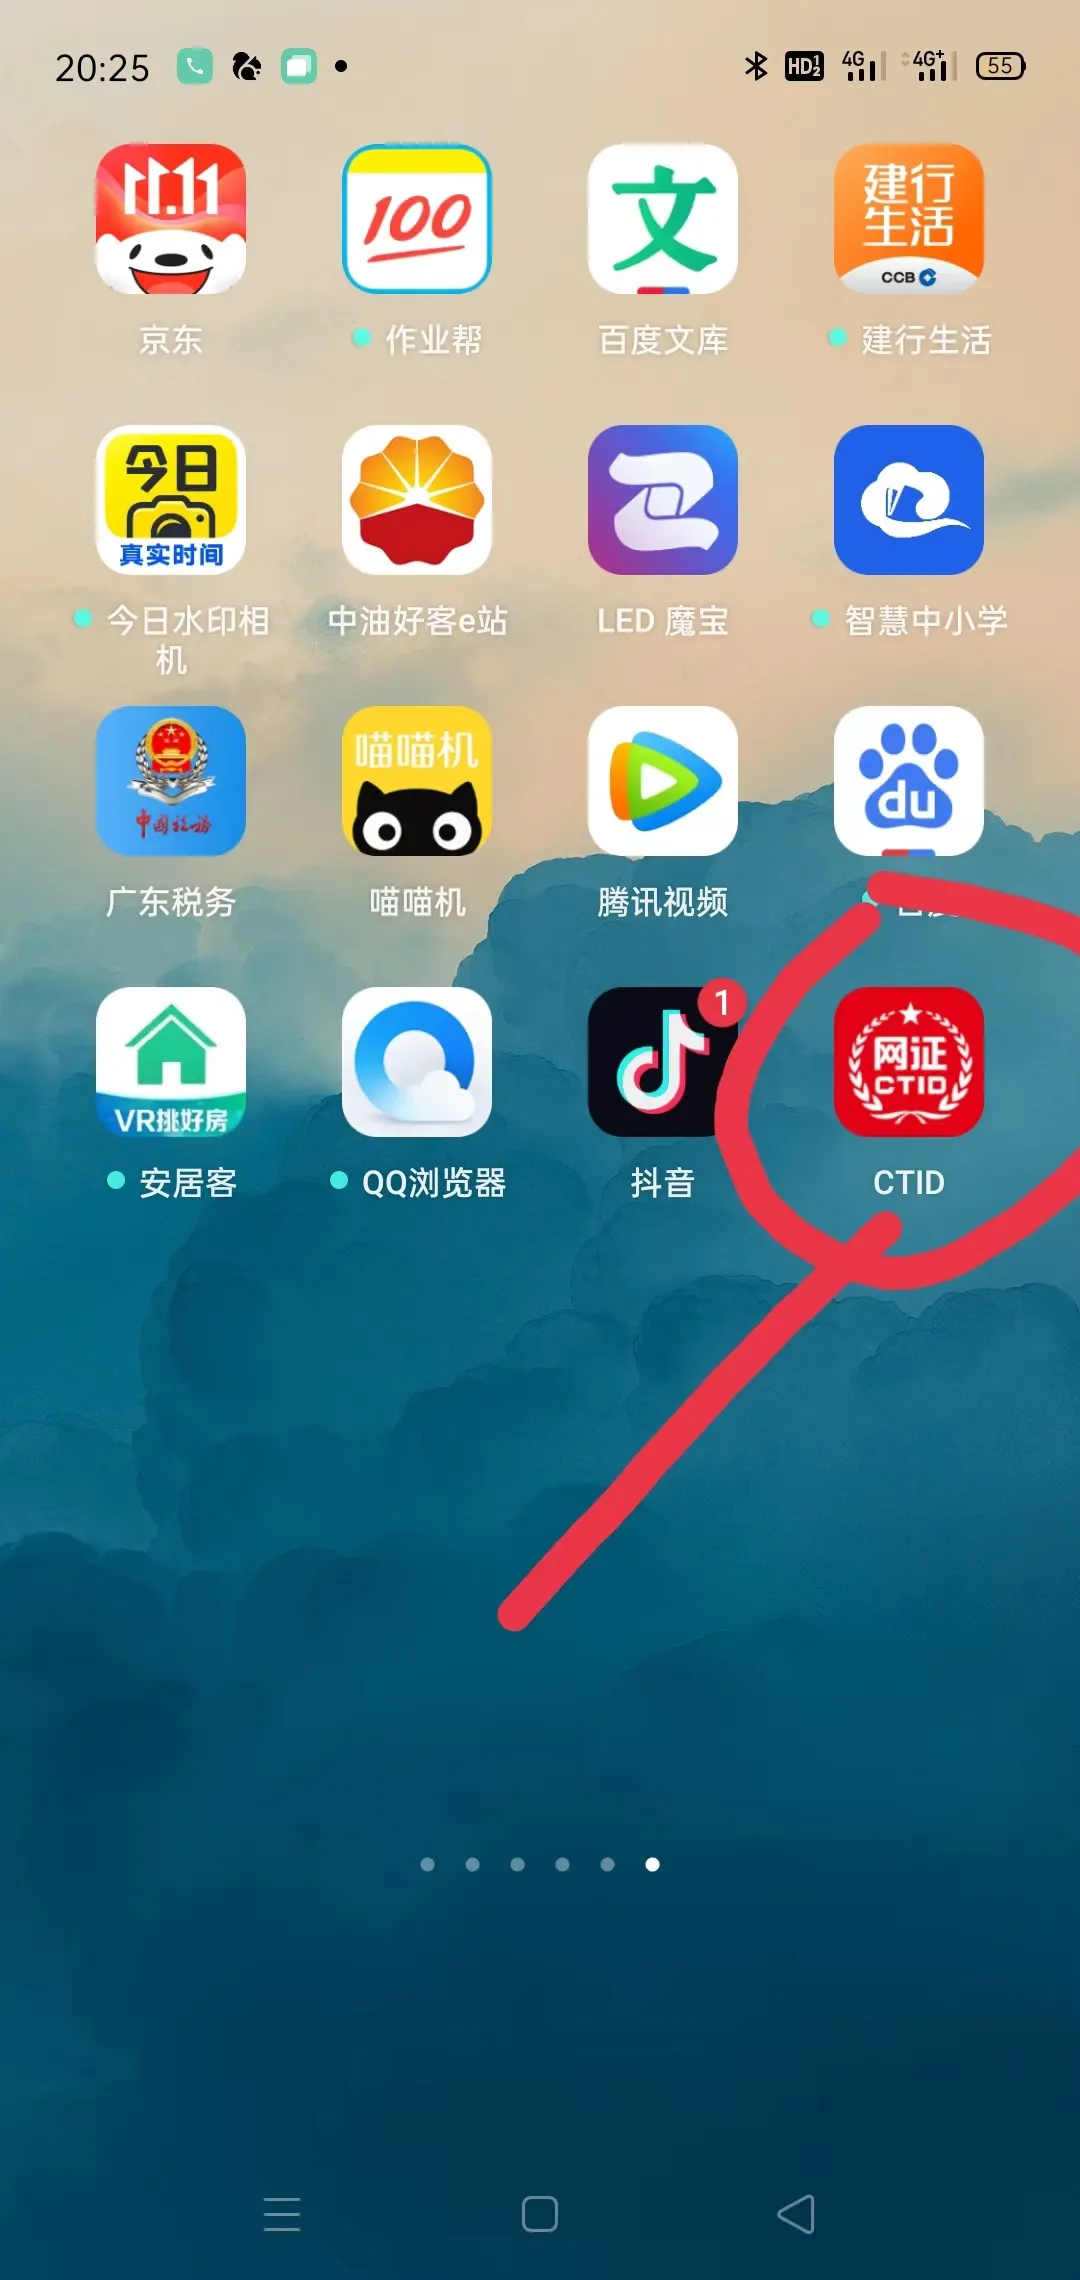 20:25
HD12
4G
4G+
55
11.11
100
文
建行
生活
CCB
京东
作业帮
百度文库
建行生活
今日
真实时间
今日水印相
机
中油好客e站
LED 魔宝
智慧中小学
中国税务
喵喵机
du
广东税务
喵喵机
腾讯视频
百度
VR挑好房
1
网证
CTID
安居客
QQ浏览器
抖音
CTID